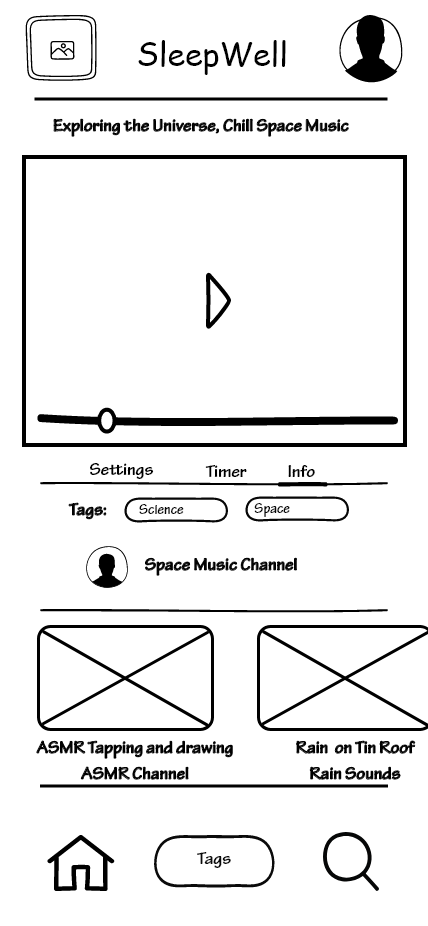 SleepWell
Exploring the Universe, Chill Space Music
Settings Timer Info
Tags: Science Space
Space Music Channel
ASMR Tapping and drawing Rain on Tin Roof
ASMR Channel Rain Sounds
Tags